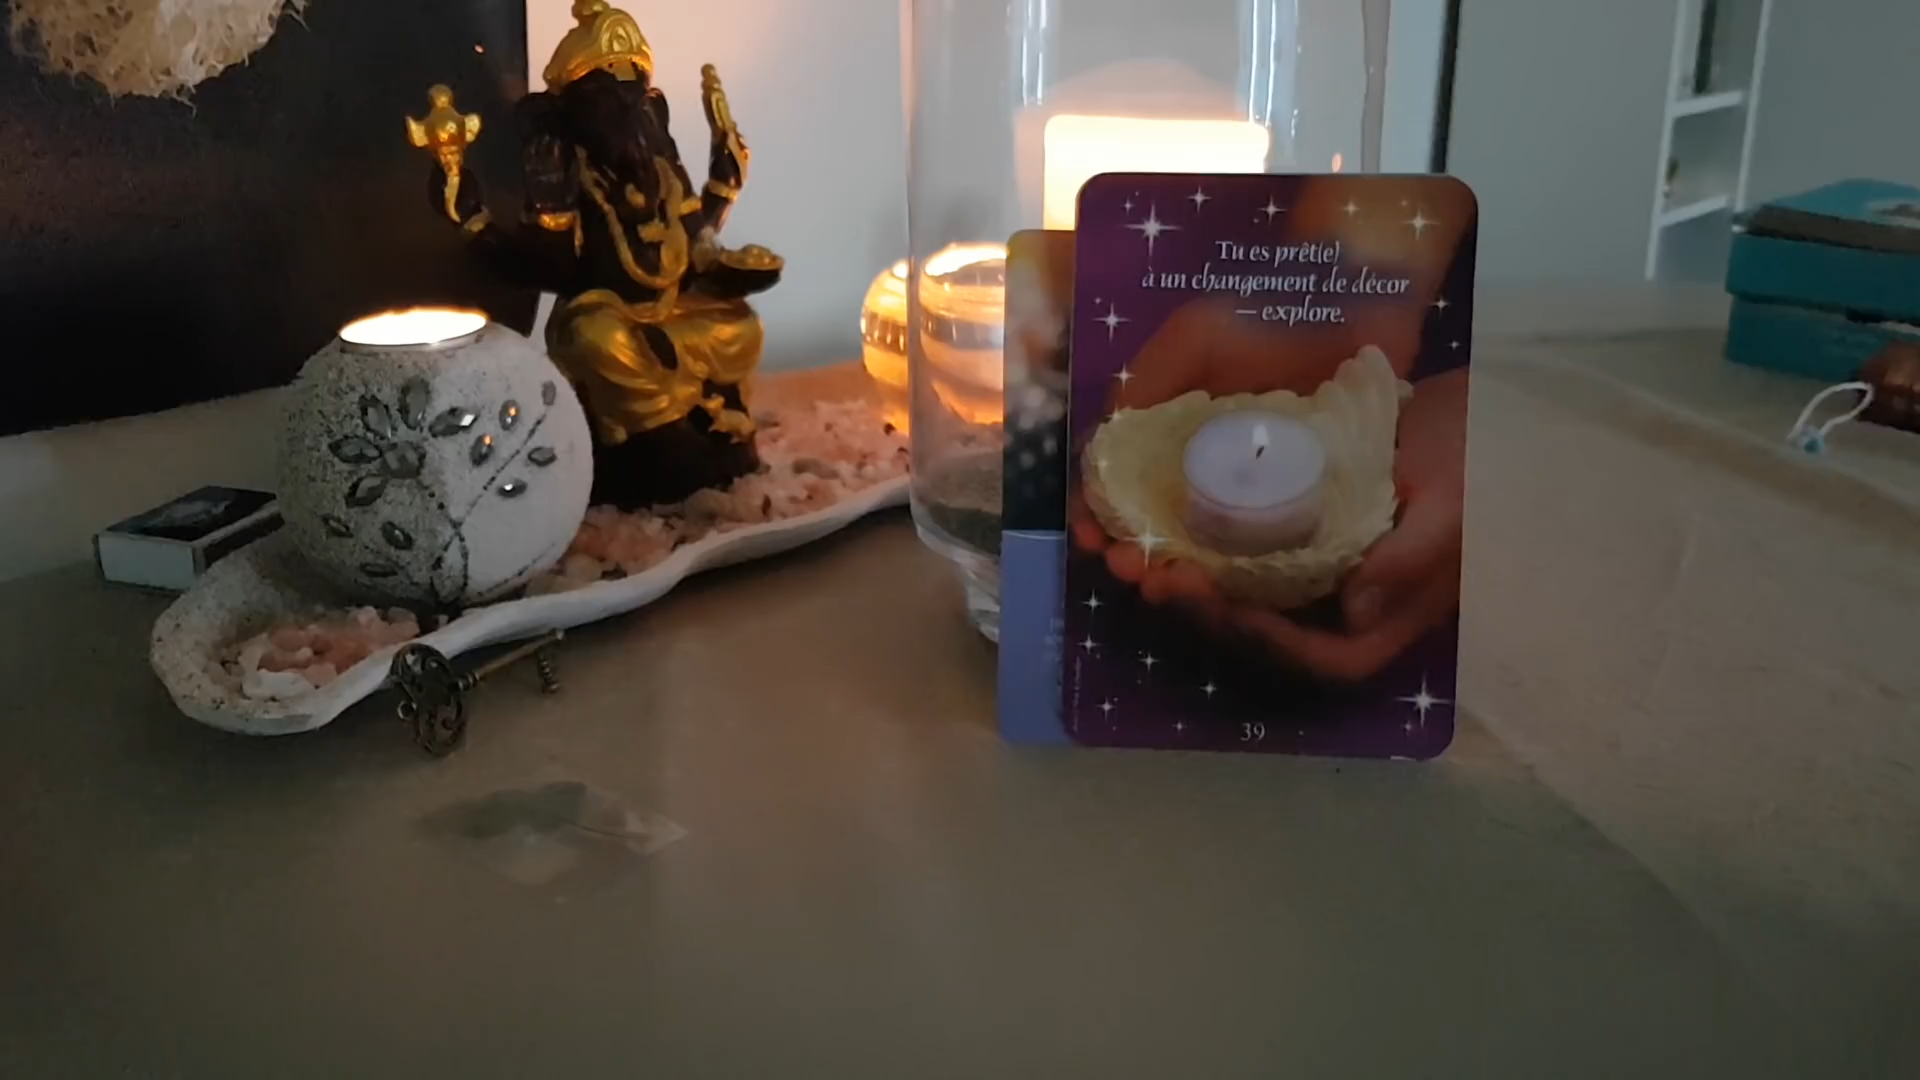 Tu es prêt(e)
à un changement de décor
— explore.
39